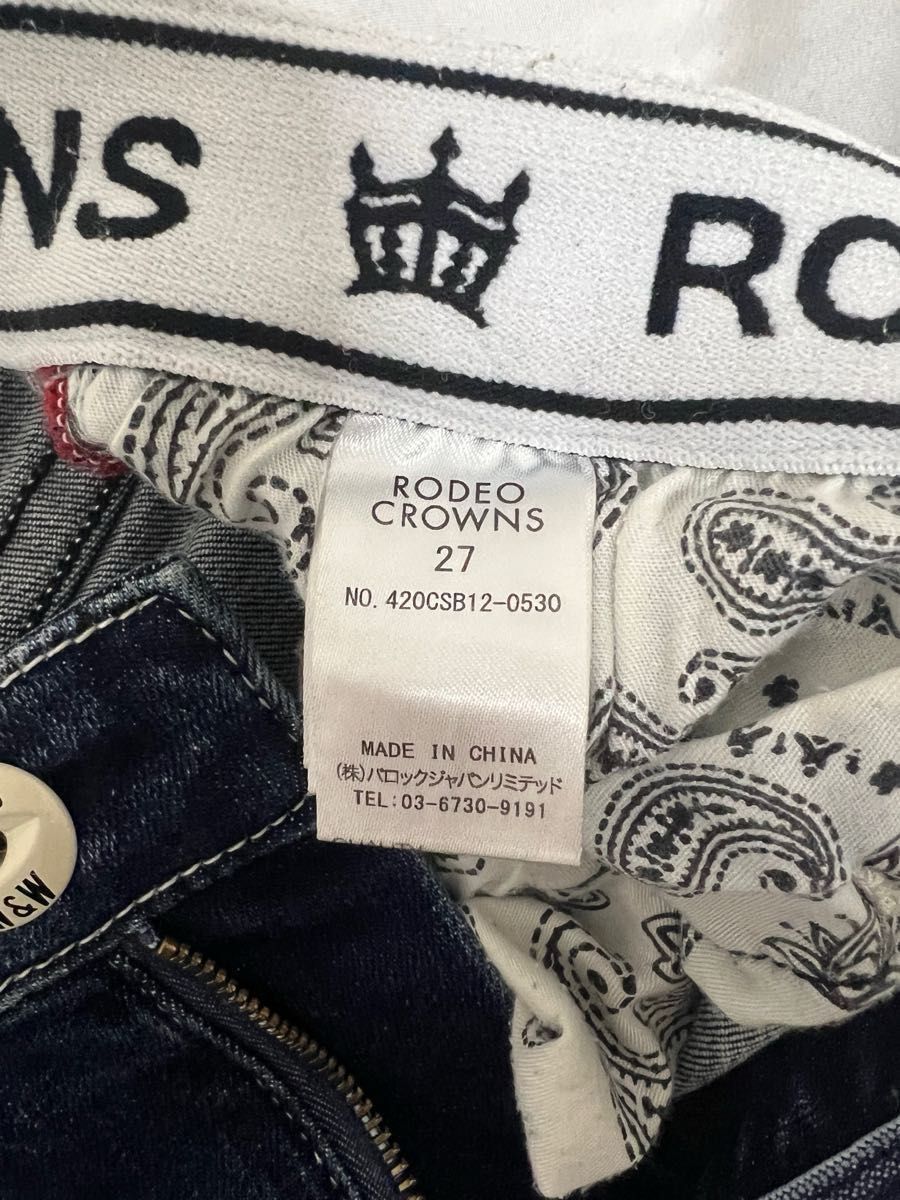 NS RO
RODEO
CROWNS
27
NO. 420CSB12-0530
MADE IN CHINA
(株)バロックジャパンリミテッド
TEL:03-6730-9191